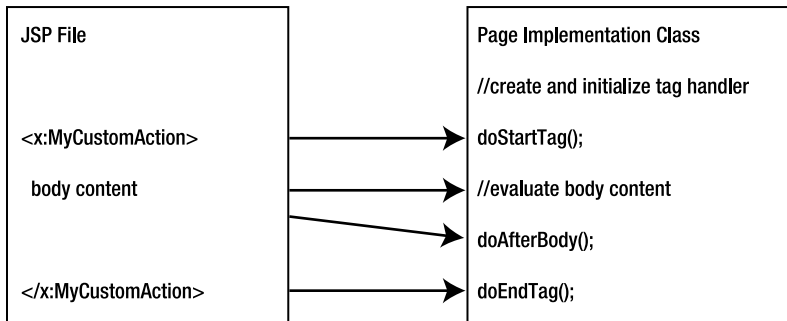 JSP File
<x:MyCustomAction>
body content
</x:MyCustomAction>
Page Implementation Class
//create and initialize tag handler
doStartTag();
//evaluate body content
doAfterBody();
doEndTag();